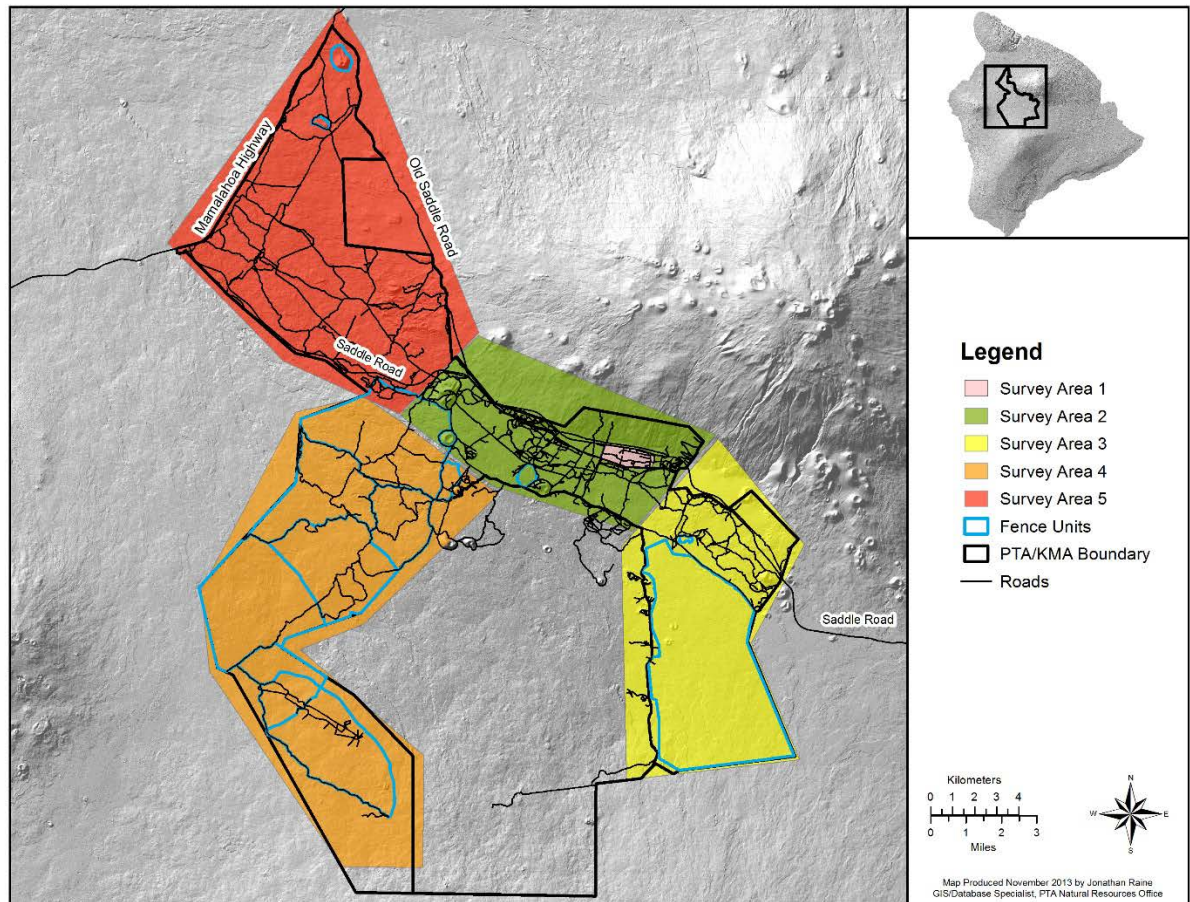 Mamalahoa Highway
Old Saddle Road
Saddle Road
Saddle Road
Legend
Survey Area 1
Survey Area 2
Survey Area 3
Survey Area 4
Survey Area 5
Fence Units
PTA/KMA Boundary
Roads
Kilometers
0 1 2 3 4
0 1 2 3
Miles
N
W E
S
Map Produced November 2013 by Jonathan Raine
GIS/Database Specialist, PTA Natural Resources Office